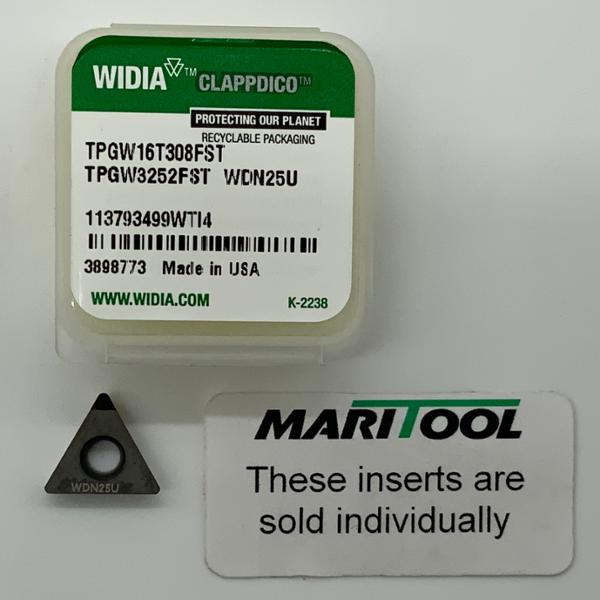 WIDIA™ CLAPPDICO™
PROTECTING OUR PLANET
RECYCLABLE PACKAGING
TPGW16T308FST
TPGW3252FST WDN25U
113793499WTI4
3898773 Made in USA
WWW.WIDIA.COM K-2238
WDN25U
MARITOOL
These inserts are
sold individually